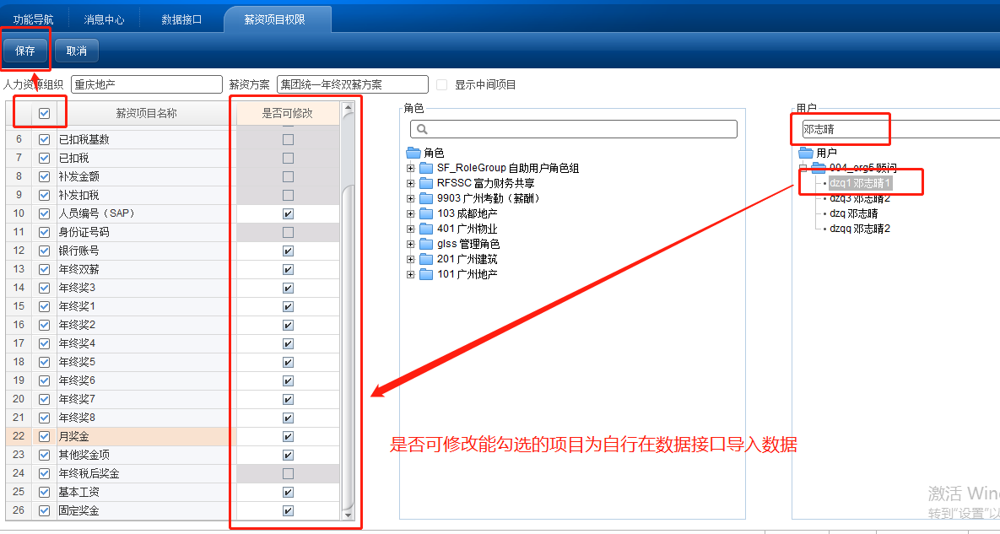 功能导航 消息中心 数据接口 薪资项目权限
保存 取消
人力资源组织 重庆地产 薪资方案 集团统一年终双薪方案 显示中间项目
薪资项目名称 是否可修改
6 已扣税基数
7 已扣税
8 补发金额
9 补发扣税
10 人员编号（SAP）
11 身份证号码
12 银行账号
13 年终双薪
14 年终奖3
15 年终奖1
16 年终奖2
17 年终奖4
18 年终奖5
19 年终奖6
20 年终奖7
21 年终奖8
22 月奖金
23 其他奖金项
24 年终税后奖金
25 基本工资
26 固定奖金
角色
角色
SF_RoleGroup 自助用户角色组
RFSSC 富力财务共享
9903 广州考勤（薪酬）
103 成都地产
401 广州物业
glss 管理角色
201 广州建筑
101 广州地产
用户
邓志晴
用户
004_org5 顾问
dzq1 邓志晴1
dzq3 邓志晴2
dzq 邓志晴
dzqq 邓志晴2
是否可修改能勾选的项目为自行在数据接口导入数据
激活 Win
转到“设置”以